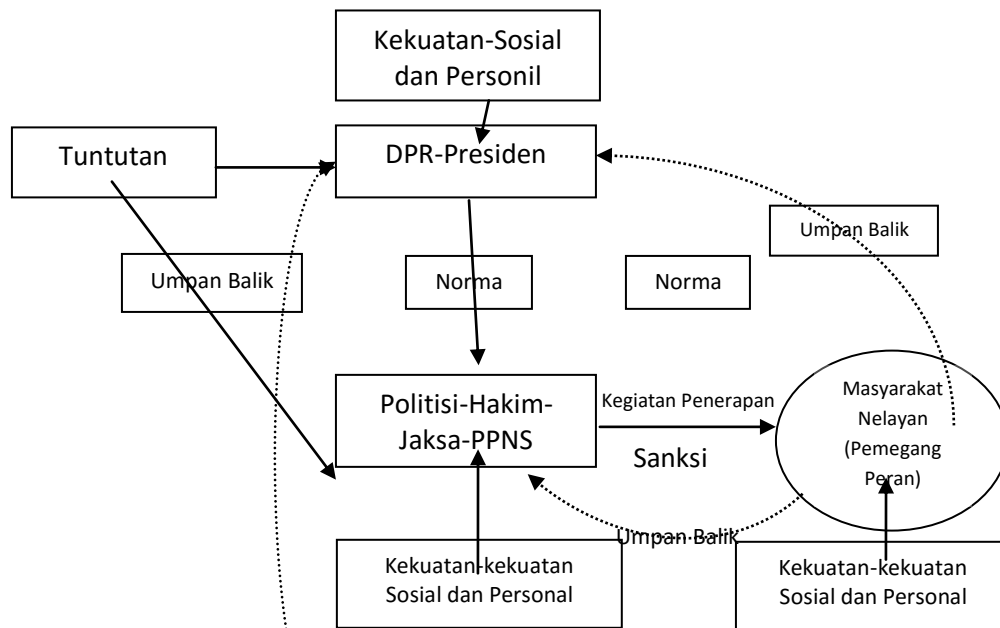 Kekuatan-Sosial
dan Personil
Tuntutan
DPR-Presiden
Umpan Balik
Umpan Balik
Norma
Norma
Politisi-Hakim-
Jaksa-PPNS
Kegiatan Penerapan
Sanksi
Masyarakat
Nelayan
(Pemegang
Peran)
Umpan Balik
Kekuatan-kekuatan
Sosial dan Personal
Kekuatan-kekuatan
Sosial dan Personal